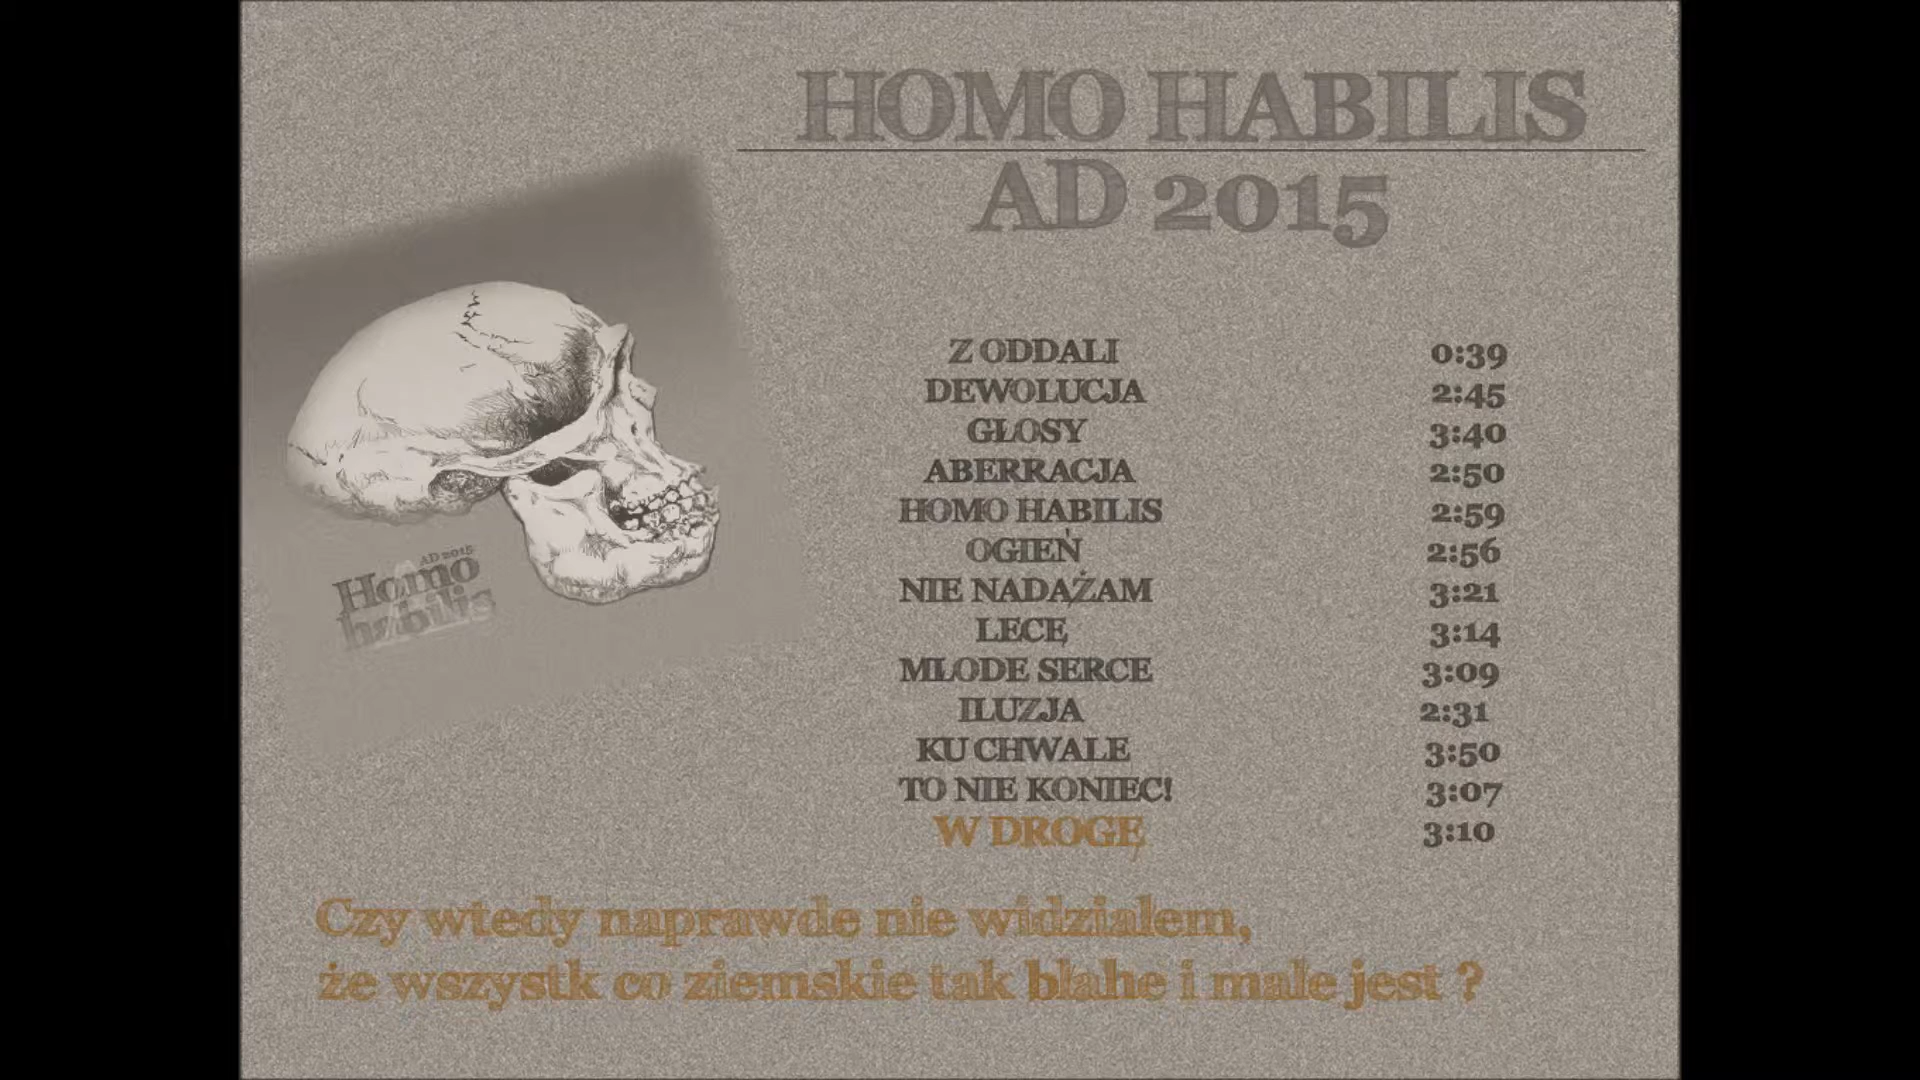 HOMO HABILIS
AD 2015
Z ODDALI 0:39
DEWOLUCJA 2:45
GŁOSY 3:40
ABERRACJA 2:50
HOMO HABILIS 2:59
OGIEŃ 2:56
NIE NADĄŻAM 3:21
LECĘ 3:14
MŁODE SERCE 3:09
ILUZJA 2:31
KU CHWALE 3:50
TO NIE KONIEC! 3:07
W DROGĘ 3:10
AD 2015
Homo
habilis
Czy wtedy naprawde nie widziałem,
że wszystk co ziemskie tak błahe i małe jest ?